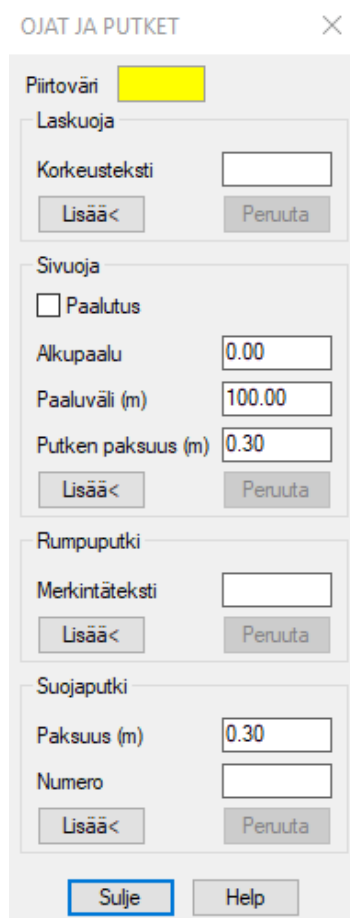 OJAT JA PUTKET
Piirtoväri
Laskuoja
Korkeusteksti
Lisää< Peruuta
Sivuoja
Paalutus
Alkupaalu 0.00
Paaluväli (m) 100.00
Putken paksuus (m) 0.30
Lisää< Peruuta
Rumpuputki
Merkintäteksti
Lisää< Peruuta
Suojaputki
Paksuus (m) 0.30
Numero
Lisää< Peruuta
Sulje Help